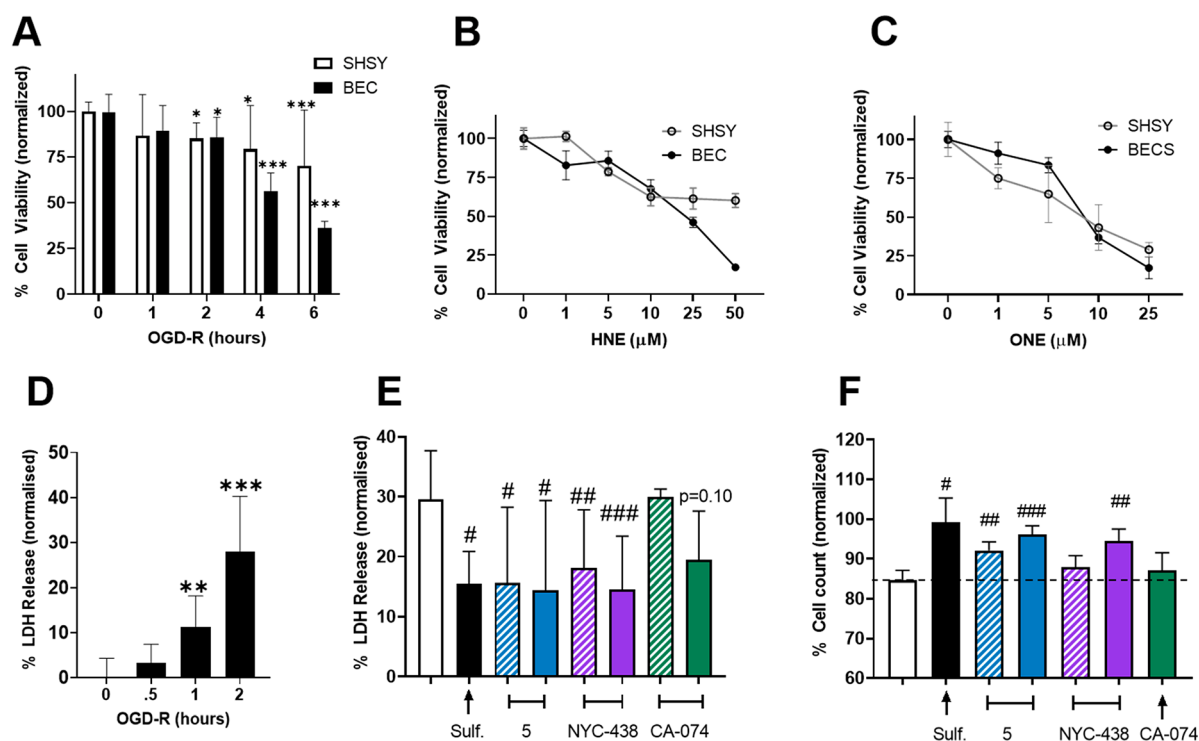 A
SHSY
BEC
% Cell Viability (normalized)
100
75
50
25
0
* * * *** *** ***
0 1 2 4 6
OGD-R (hours)
B
SHSY
BEC
% Cell Viability (normalized)
100
75
50
25
0
0 1 5 10 25 50
HNE (μM)
C
SHSY
BECS
% Cell Viability (normalized)
100
75
50
25
0
0 1 5 10 25
ONE (μM)
D
% LDH Release (normalised)
50
40
30
20
10
0
** ***
0 .5 1 2
OGD-R (hours)
E
% LDH Release (normalized)
40
30
20
10
0
# # # ## ### p=0.10
Sulf. 5 NYC-438 CA-074
F
% Cell count (normalized)
120
110
100
90
80
70
60
# ## ### ##
Sulf. 5 NYC-438 CA-074